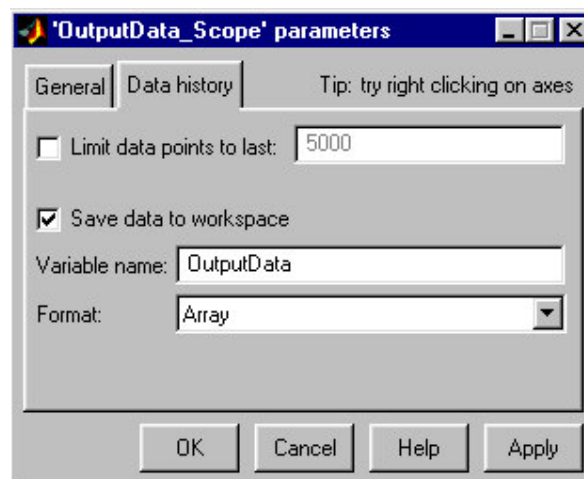 'OutputData_Scope' parameters
General Data history Tip: try right clicking on axes
Limit data points to last: 5000
Save data to workspace
Variable name: OutputData
Format: Array
OK Cancel Help Apply